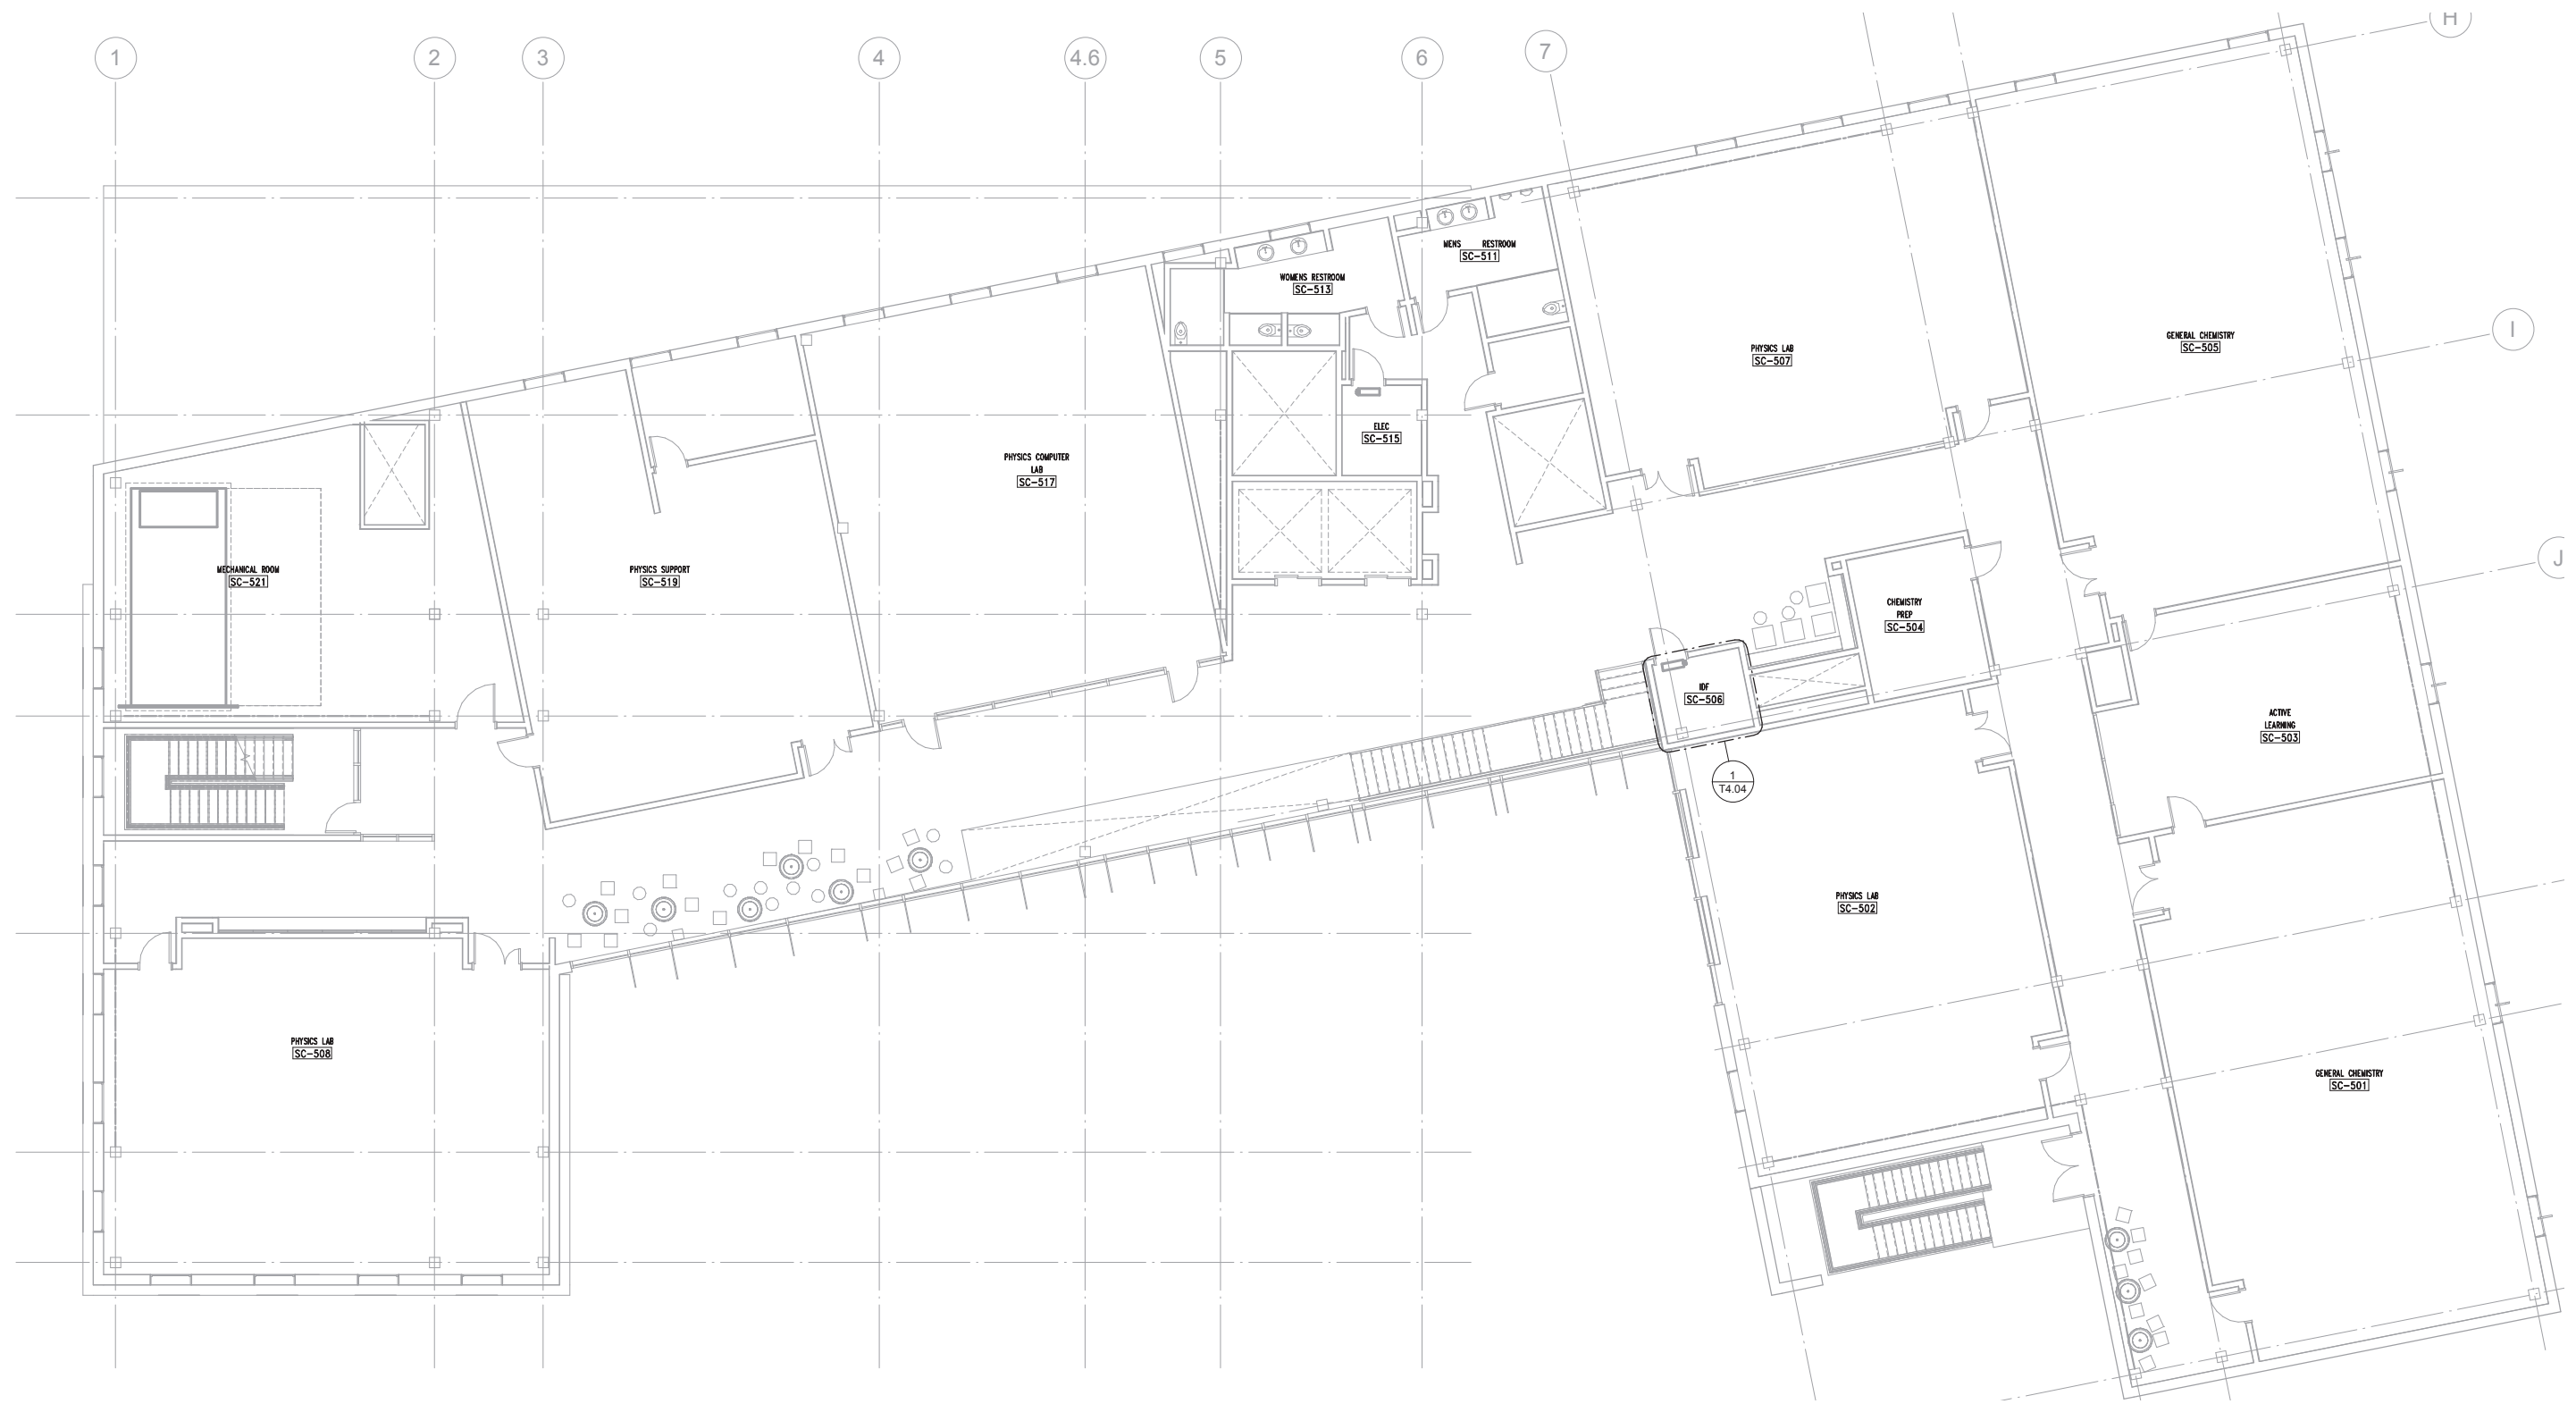 1
2
3
4
4.6
5
6
7
H
MENS RESTROOM
SC-511
WOMENS RESTROOM
SC-513
GENERAL CHEMISTRY
SC-505
I
PHYSICS LAB
SC-507
ELEC
SC-515
PHYSICS COMPUTER
LAB
SC-517
J
MECHANICAL ROOM
SC-521
PHYSICS SUPPORT
SC-519
CHEMISTRY
PREP
SC-504
IDF
SC-506
ACTIVE
LEARNING
SC-503
1
T4.04
PHYSICS LAB
SC-502
PHYSICS LAB
SC-508
GENERAL CHEMISTRY
SC-501